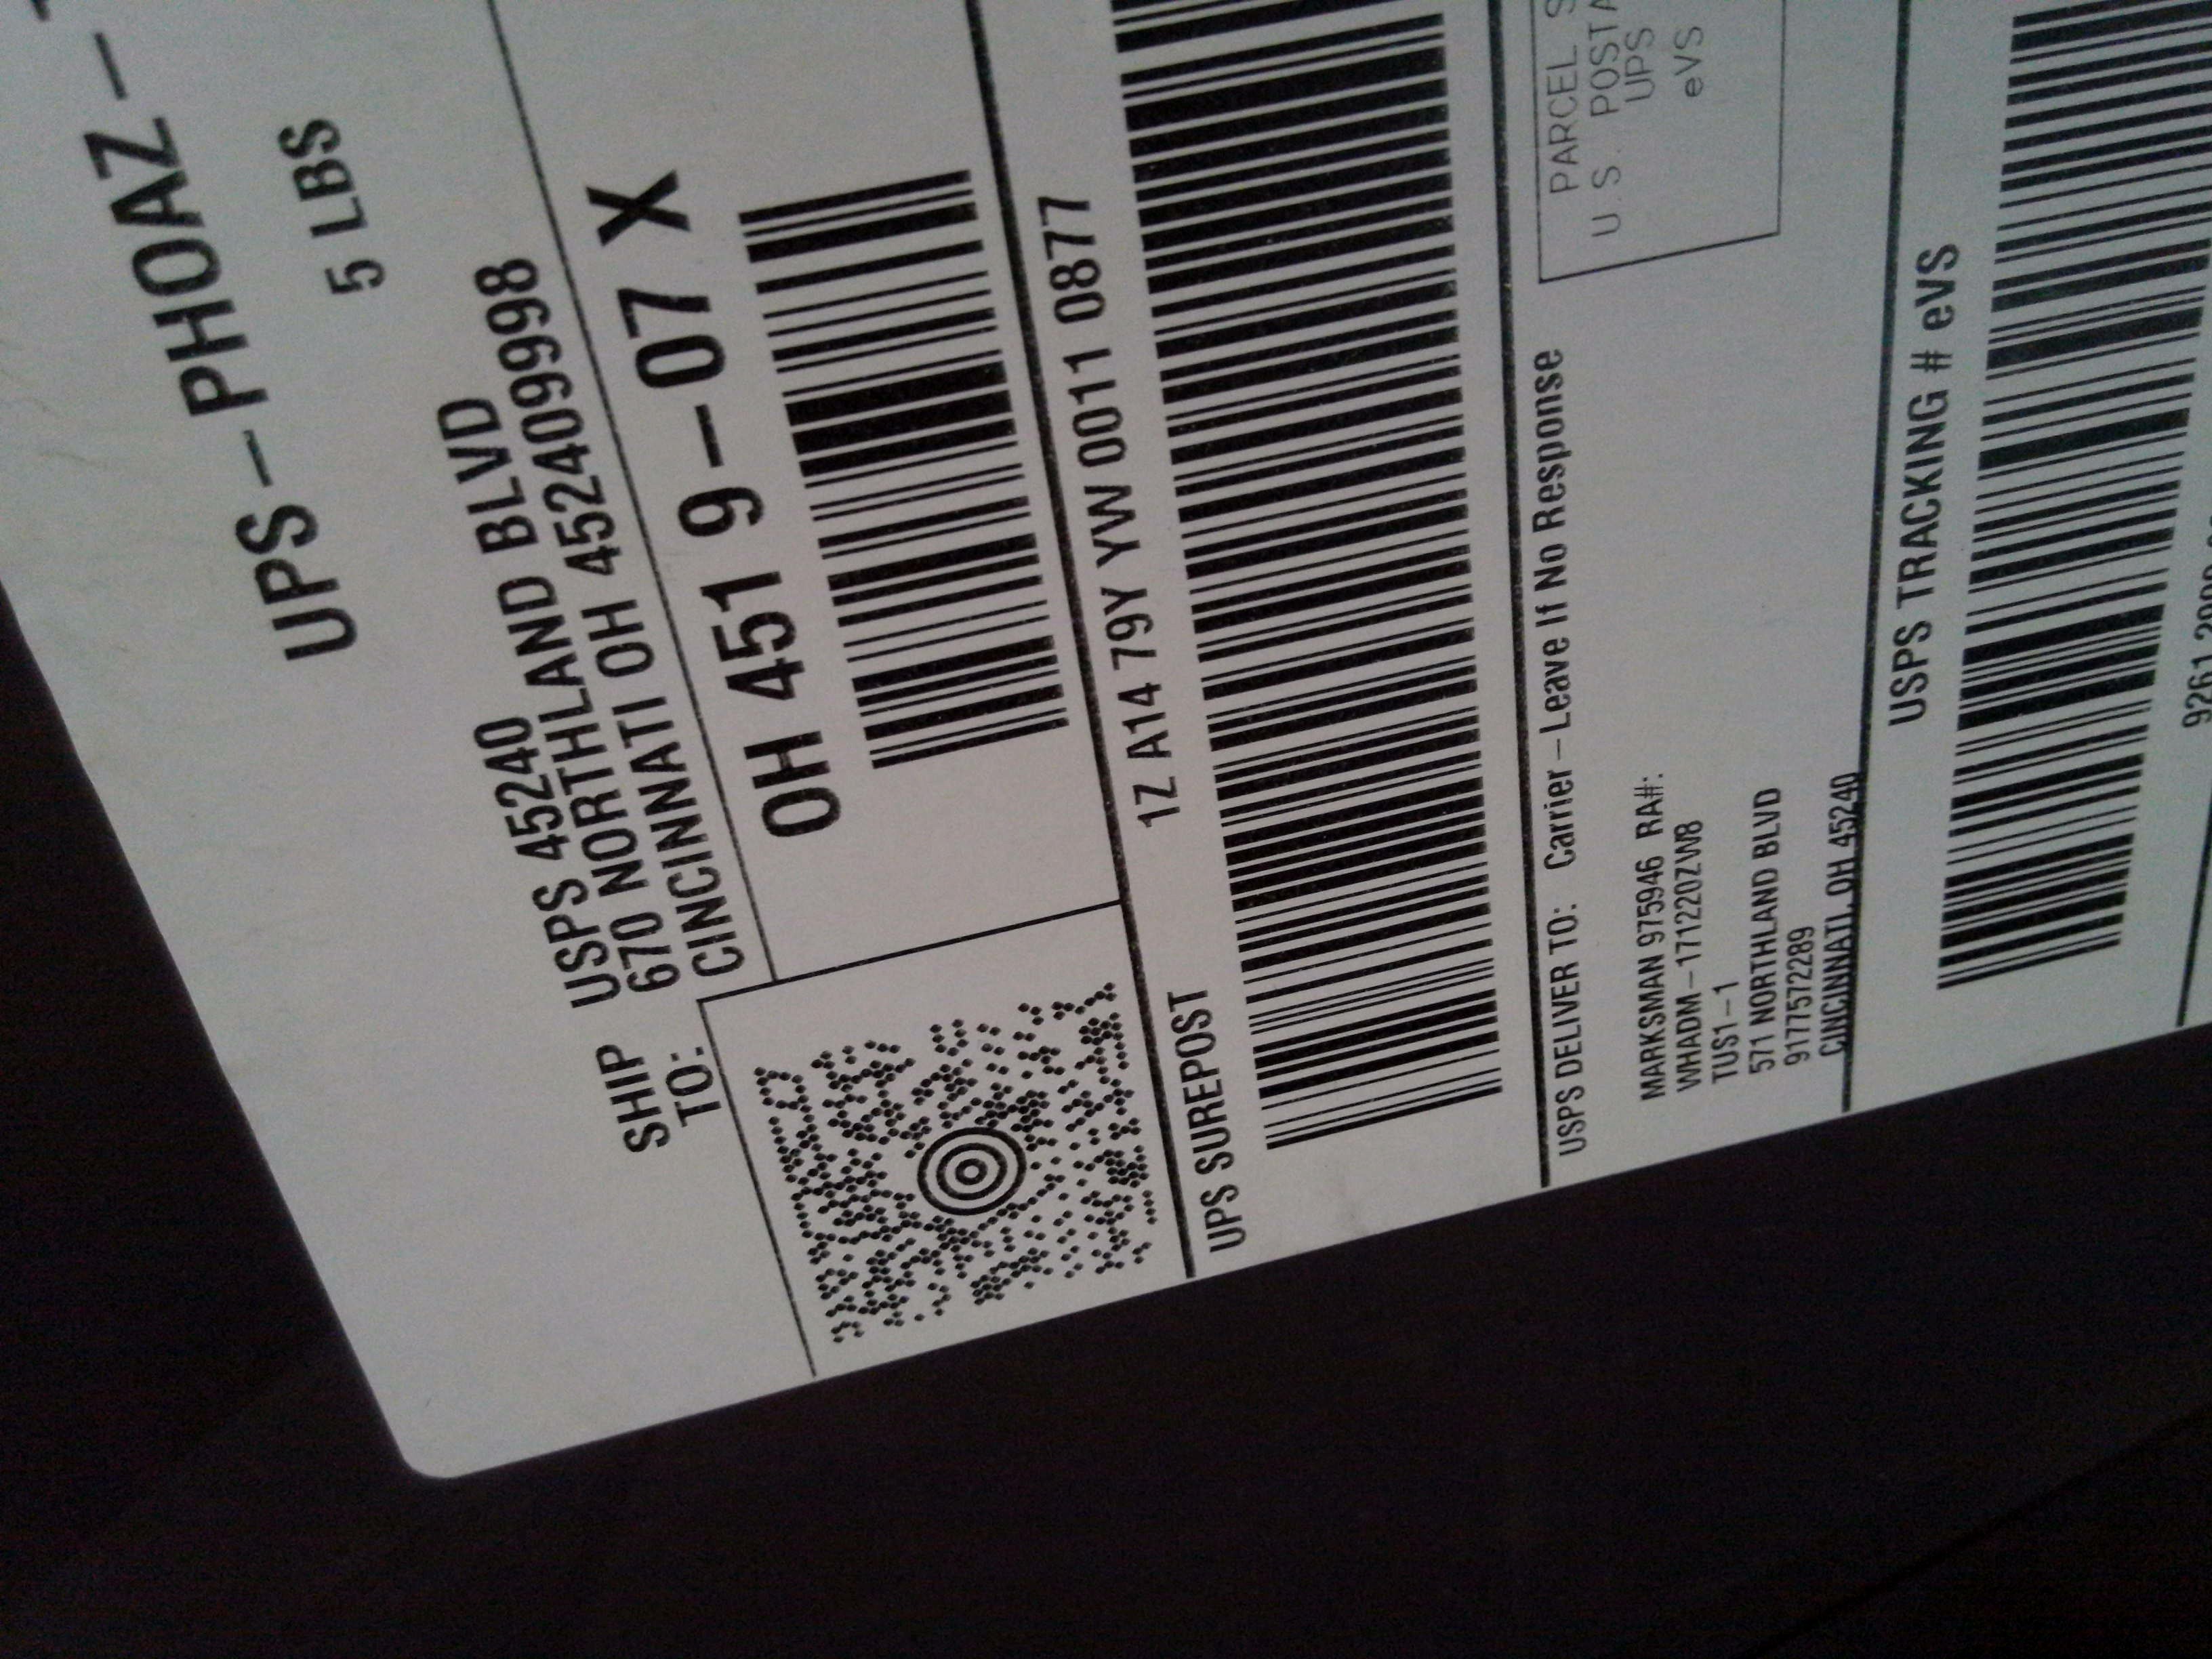 UPS-PHOAZ-
5 LBS
SHIP TO:
USPS 45240
670 NORTHLAND BLVD
CINCINNATI OH 452409998
OH 451 9-07 X
UPS SUREPOST
1Z A14 79Y YW 0011 0877
USPS DELIVER TO: Carrier-Leave If No Response
PARCEL
U.S.
UPS
eVS
MARKSMAN 975946 RA#:
WHADM-171220ZW8
TUS1-1
571 NORTHLAND BLVD
9177572289
CINCINNATI, OH 45240
USPS TRACKING # eVS
9261